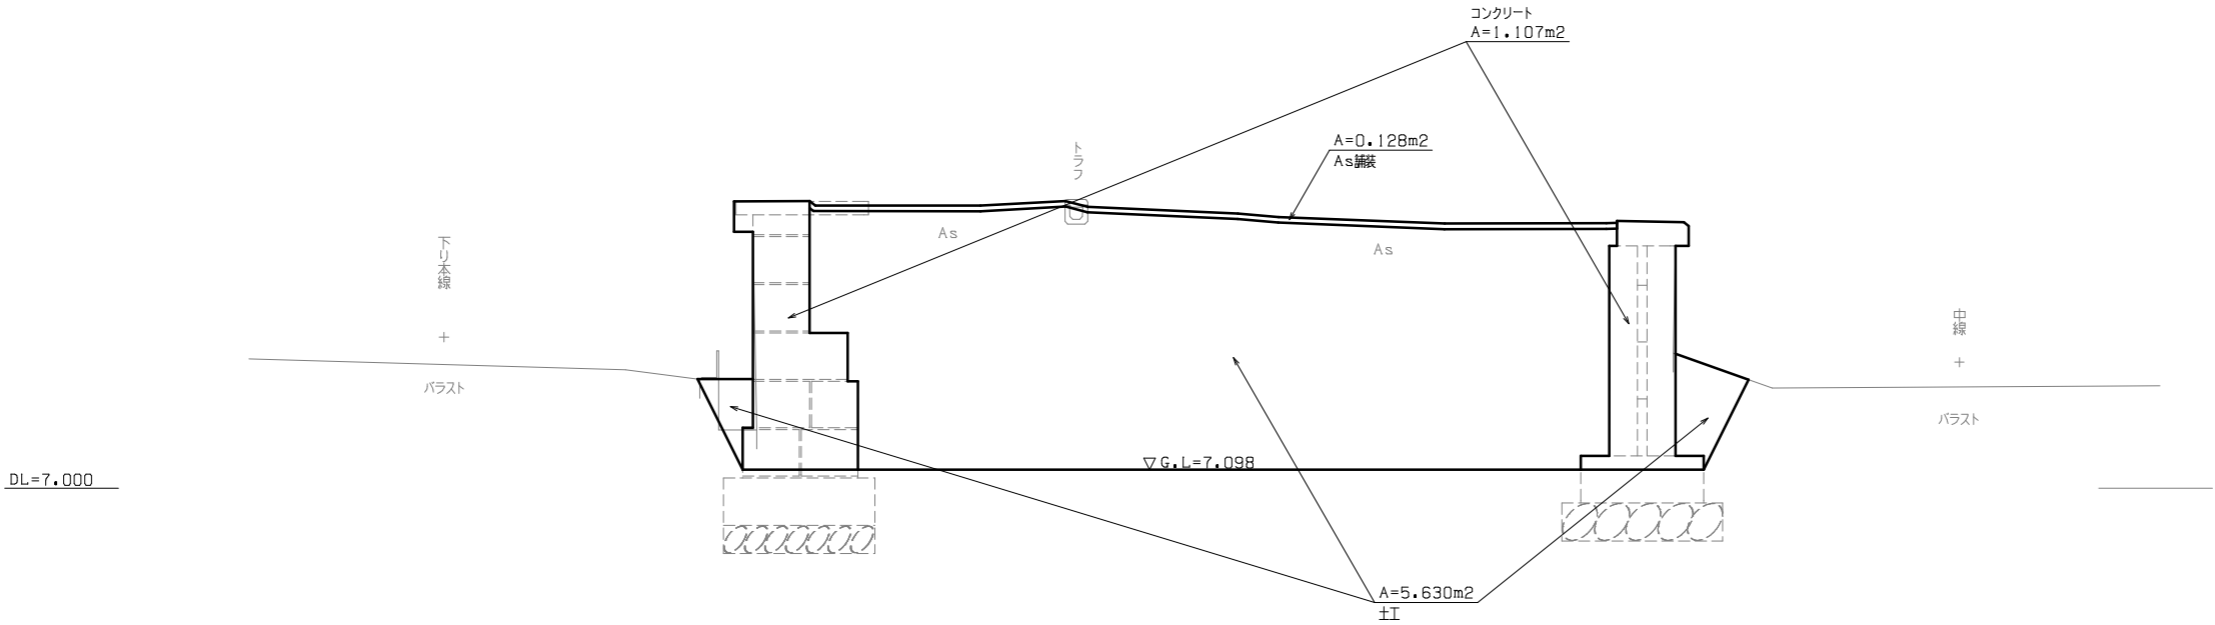 コンクリート
A=1.107m2
A=0.128m2
As舗装
トラフ
As
As
下り本線
中線
バラスト
バラスト
▽G.L=7.098
DL=7.000
A=5.630m2
土工